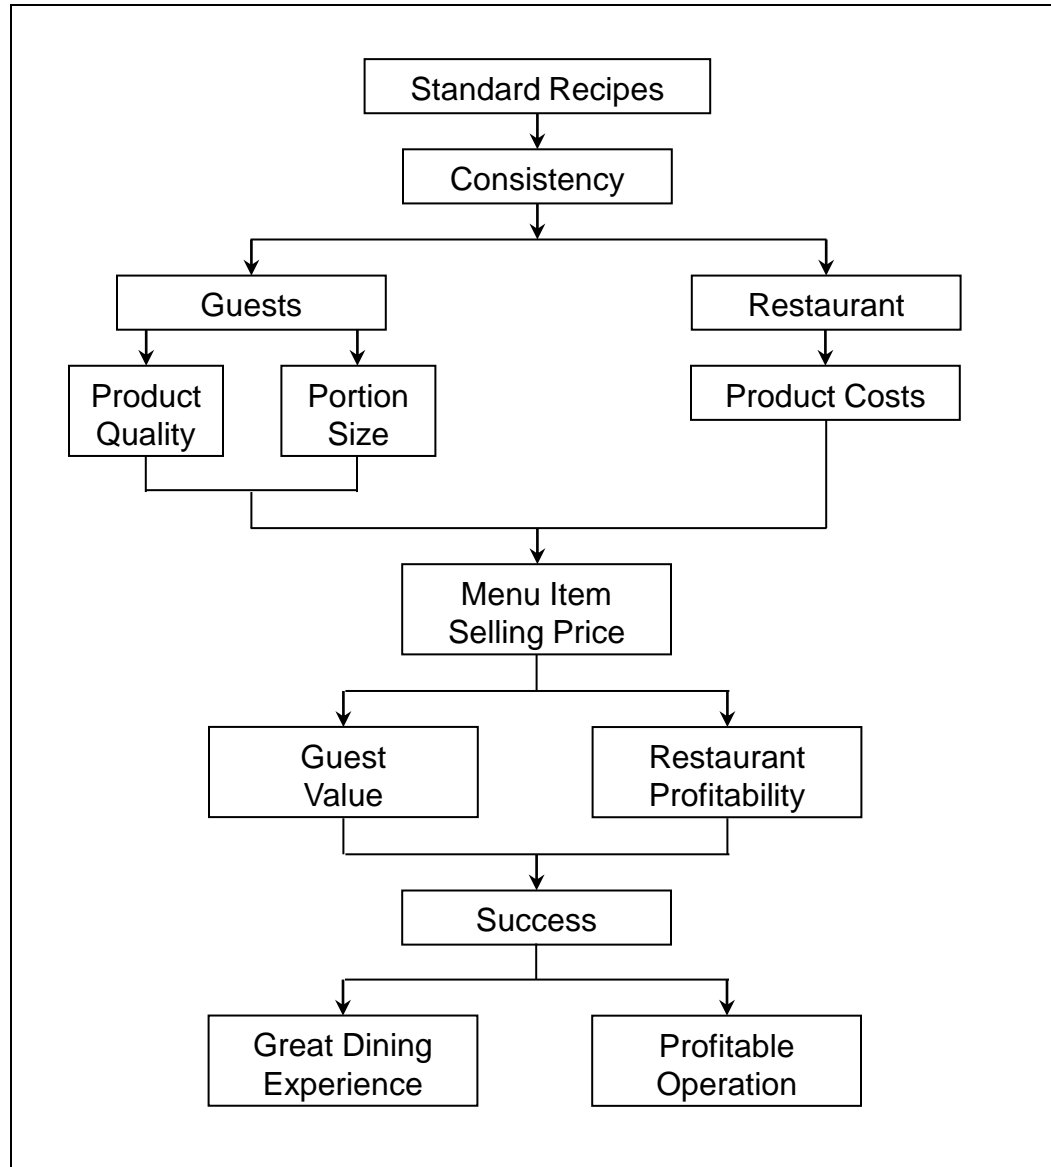 Standard Recipes
Consistency
Guests
Restaurant
Product
Quality
Portion
Size
Product Costs
Menu Item
Selling Price
Guest
Value
Restaurant
Profitability
Success
Great Dining
Experience
Profitable
Operation